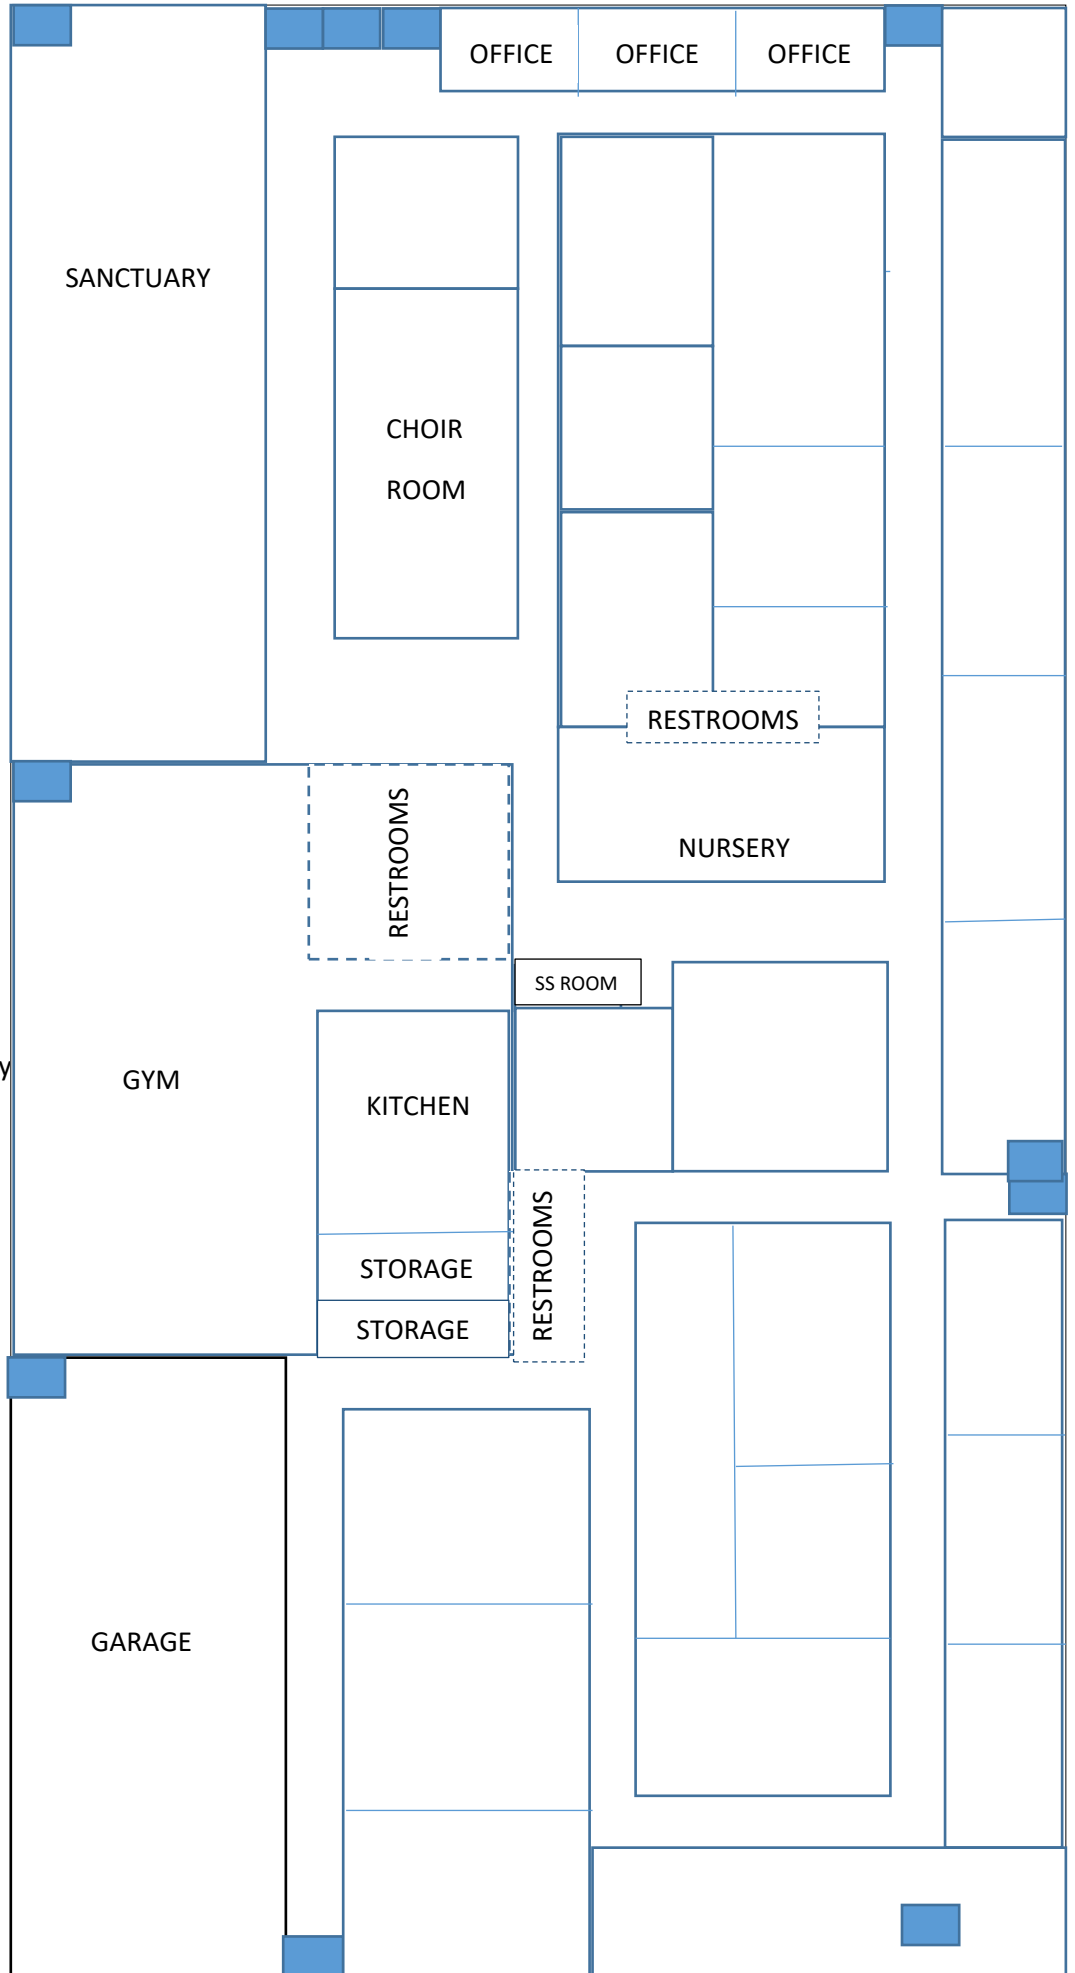 OFFICE
OFFICE
OFFICE
SANCTUARY
CHOIR
ROOM
RESTROOMS
RESTROOMS
NURSERY
SS ROOM
y
GYM
KITCHEN
RESTROOMS
STORAGE
STORAGE
GARAGE